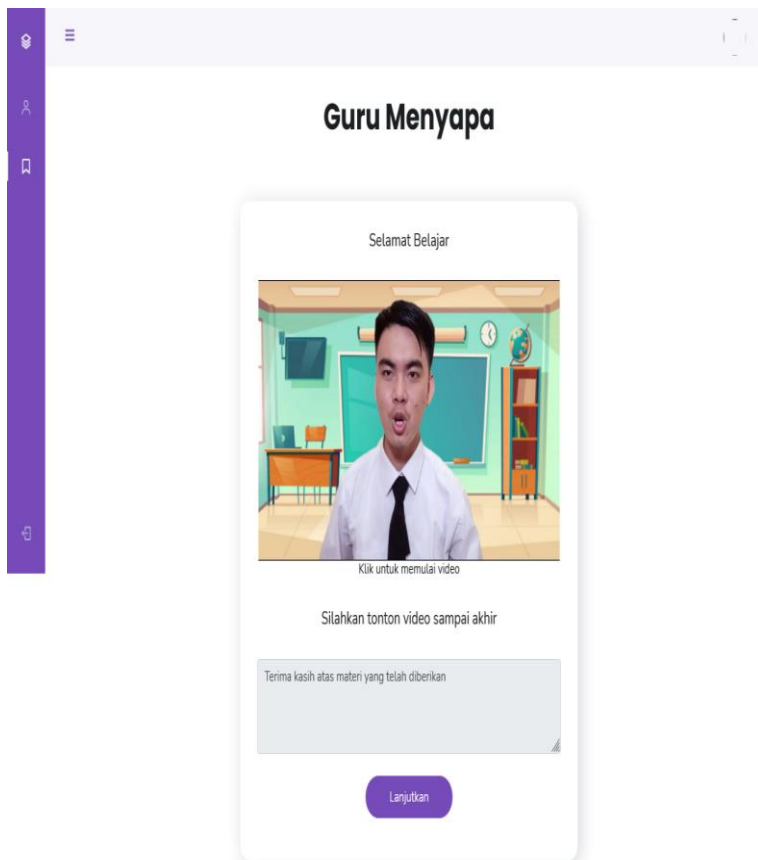 Guru Menyapa
Selamat Belajar
Klik untuk memulai video
Silahkan tonton video sampai akhir
Terima kasih atas materi yang telah diberikan
Lanjutkan